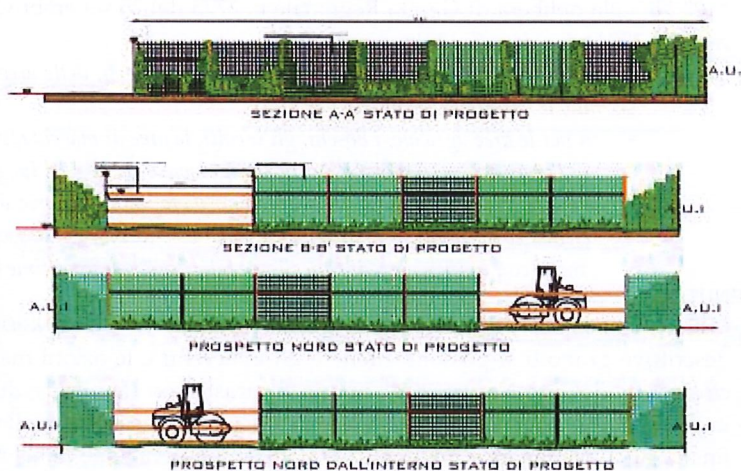 A.U.
SEZIONE A-A' STATO DI PROGETTO
A.U.I
SEZIONE B-B' STATO DI PROGETTO
A.U.I
A.U.I
PROSPETTO NORD STATO DI PROGETTO
A.U.I
A.U.I
PROSPETTO NORD DALL'INTERNO STATO DI PROGETTO